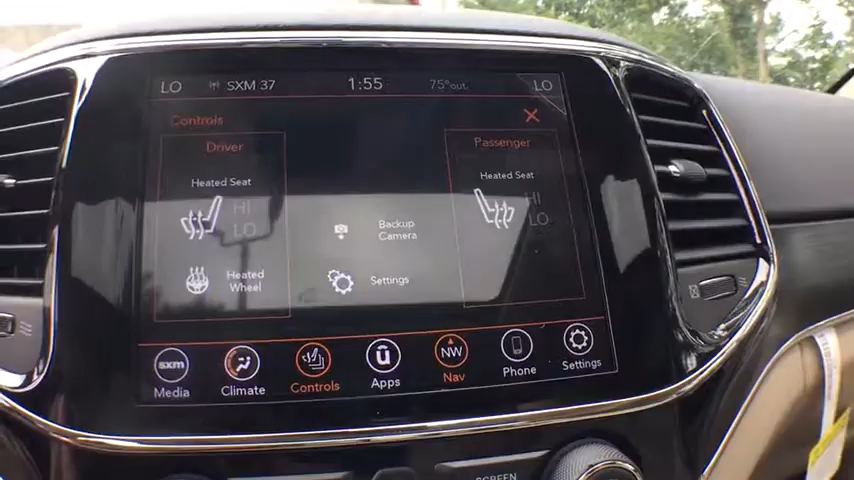 LO SXM 37 1:55 75°out LO
Controls
Driver
Passenger
Heated Seat
Heated Seat
HI
LO
HI
LO
Backup
Camera
Heated
Wheel
Settings
sxm
NW
Media
Climate
Controls
Apps
Nav
Phone
Settings
SCREEN